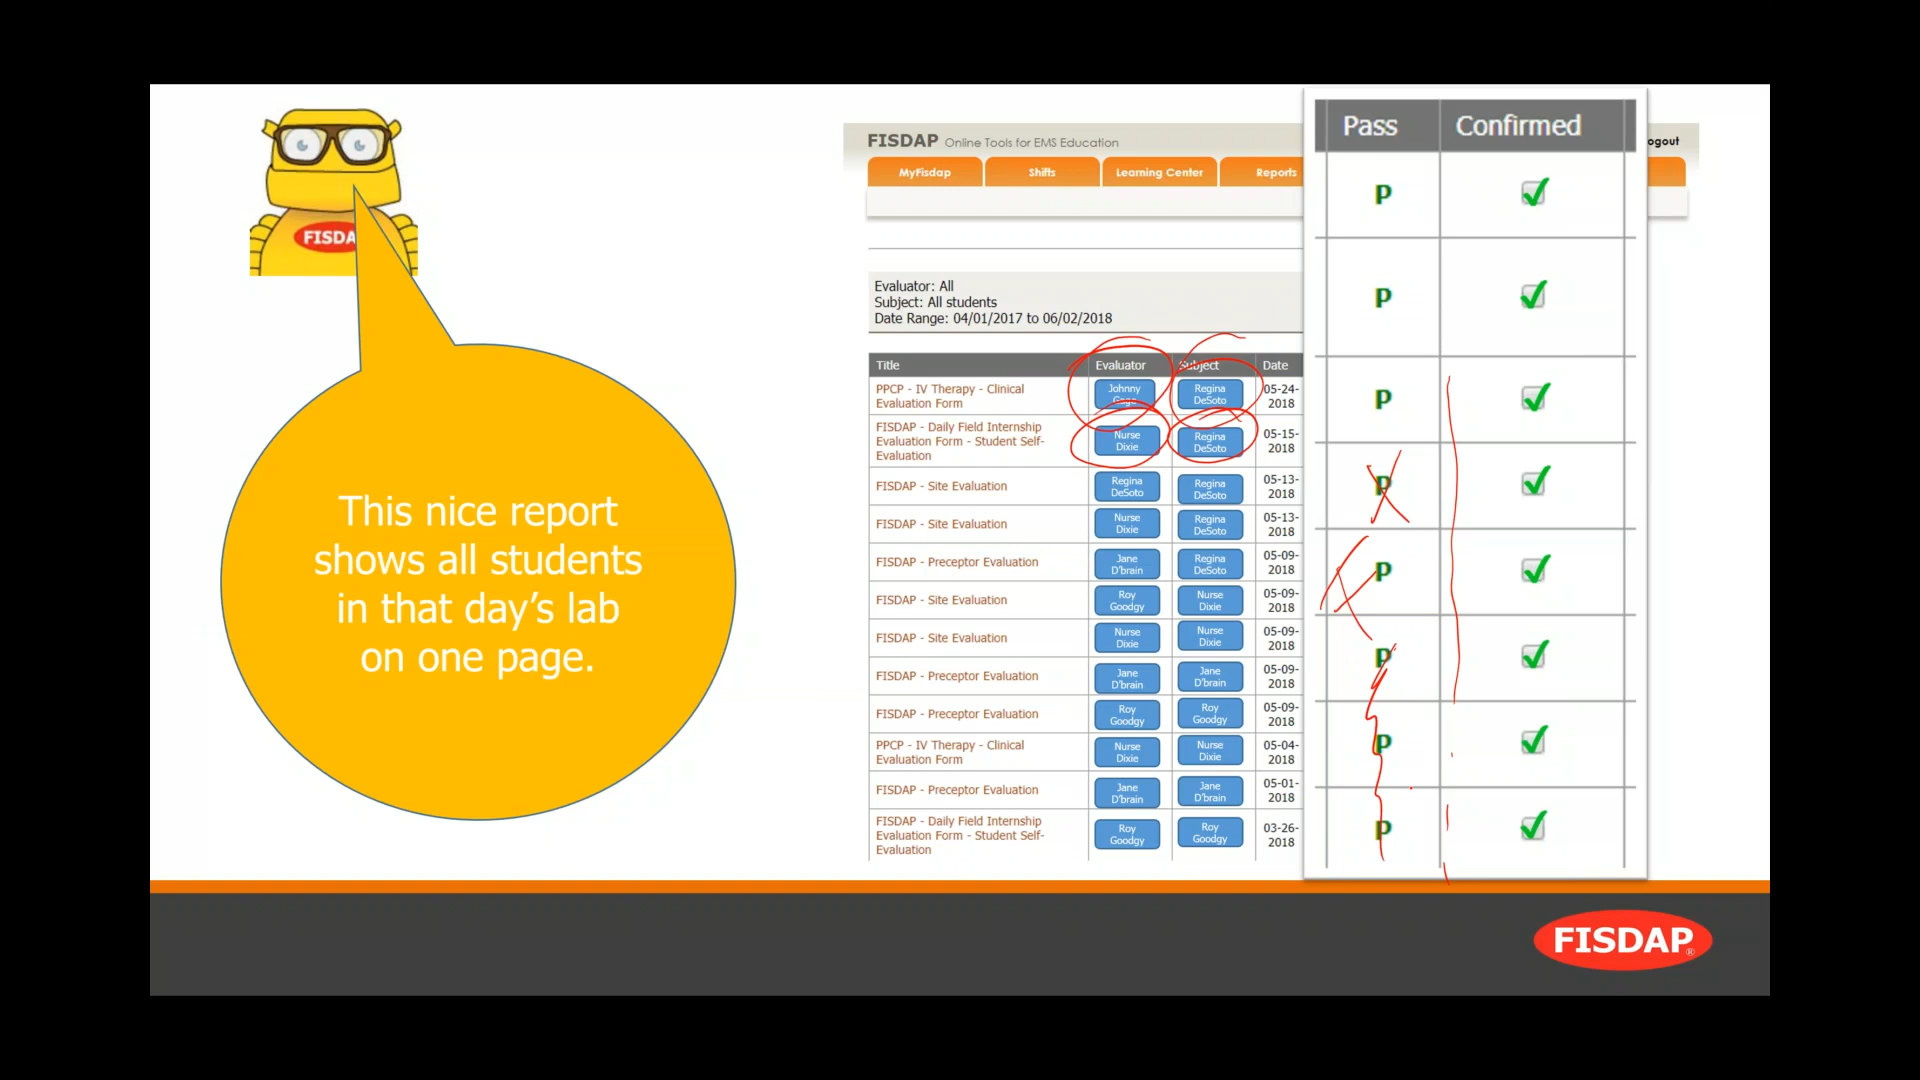 FISDA
This nice report
shows all students
in that day's lab
on one page.
FISDAP Online Tools for EMS Education
ogout
MyFisdap Shifts Learning Center Reports
Evaluator: All
Subject: All students
Date Range: 04/01/2017 to 06/02/2018
Title Evaluator Subject Date
PPCP - IV Therapy - Clinical
Evaluation Form
Johnny
Gage
Regina
DeSoto
05-24-
2018
FISDAP - Daily Field Internship
Evaluation Form - Student Self-
Evaluation
Nurse
Dixie
Regina
DeSoto
05-15-
2018
FISDAP - Site Evaluation
Regina
DeSoto
Regina
DeSoto
05-13-
2018
FISDAP - Site Evaluation
Nurse
Dixie
Regina
DeSoto
05-13-
2018
FISDAP - Preceptor Evaluation
Jane
D'brain
Regina
DeSoto
05-09-
2018
FISDAP - Site Evaluation
Roy
Goodgy
Nurse
Dixie
05-09-
2018
FISDAP - Site Evaluation
Nurse
Dixie
Nurse
Dixie
05-09-
2018
FISDAP - Preceptor Evaluation
Jane
D'brain
Jane
D'brain
05-09-
2018
FISDAP - Preceptor Evaluation
Roy
Goodgy
Roy
Goodgy
05-09-
2018
PPCP - IV Therapy - Clinical
Evaluation Form
Nurse
Dixie
Nurse
Dixie
05-04-
2018
FISDAP - Preceptor Evaluation
Jane
D'brain
Jane
D'brain
05-01-
2018
FISDAP - Daily Field Internship
Evaluation Form - Student Self-
Evaluation
Roy
Goodgy
Roy
Goodgy
03-26-
2018
Pass Confirmed
P
P
P
P
P
P
P
P
FISDAP®